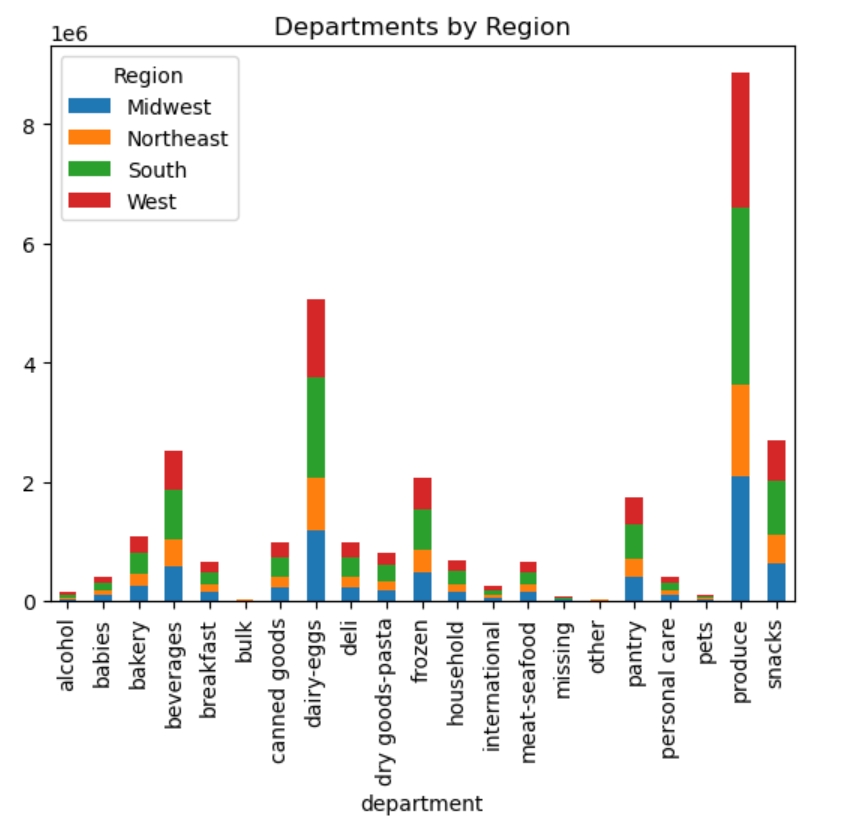 Departments by Region
1e6
Region
Midwest
Northeast
South
West
8
6
4
2
0
alcohol
babies
bakery
beverages
breakfast
bulk
canned goods
dairy-eggs
deli
dry goods-pasta
frozen
household
international
meat-seafood
missing
other
pantry
personal care
pets
produce
snacks
department